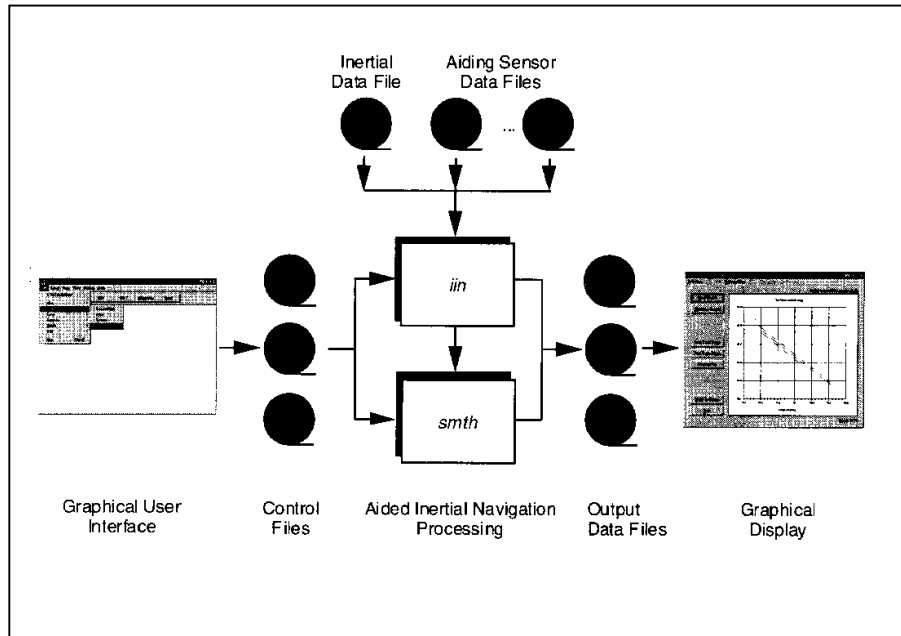 Inertial
Data File
Aiding Sensor
Data Files
...
iin
smth
Graphical User
Interface
Control
Files
Aided Inertial Navigation
Processing
Output
Data Files
Graphical
Display